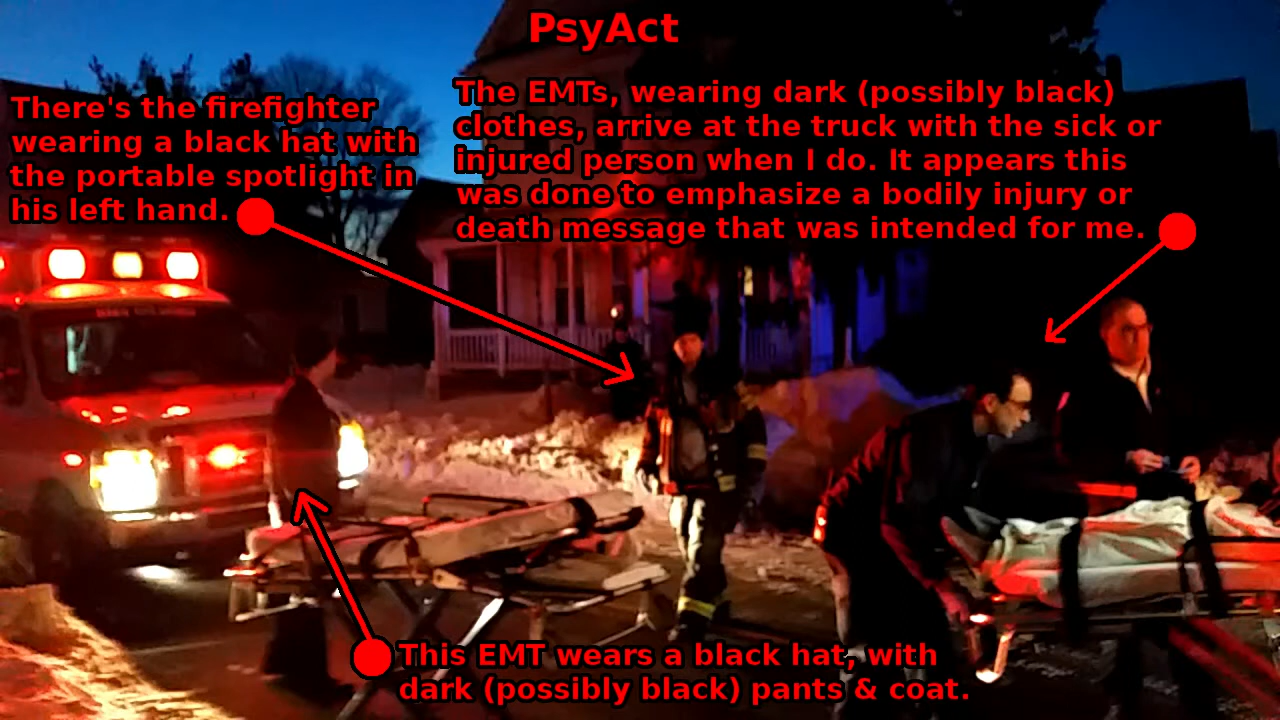 PsyAct
There's the firefighter
wearing a black hat with
the portable spotlight in
his left hand.
The EMTs, wearing dark (possibly black)
clothes, arrive at the truck with the sick or
injured person when I do. It appears this
was done to emphasize a bodily injury or
death message that was intended for me.
This EMT wears a black hat, with
dark (possibly black) pants & coat.